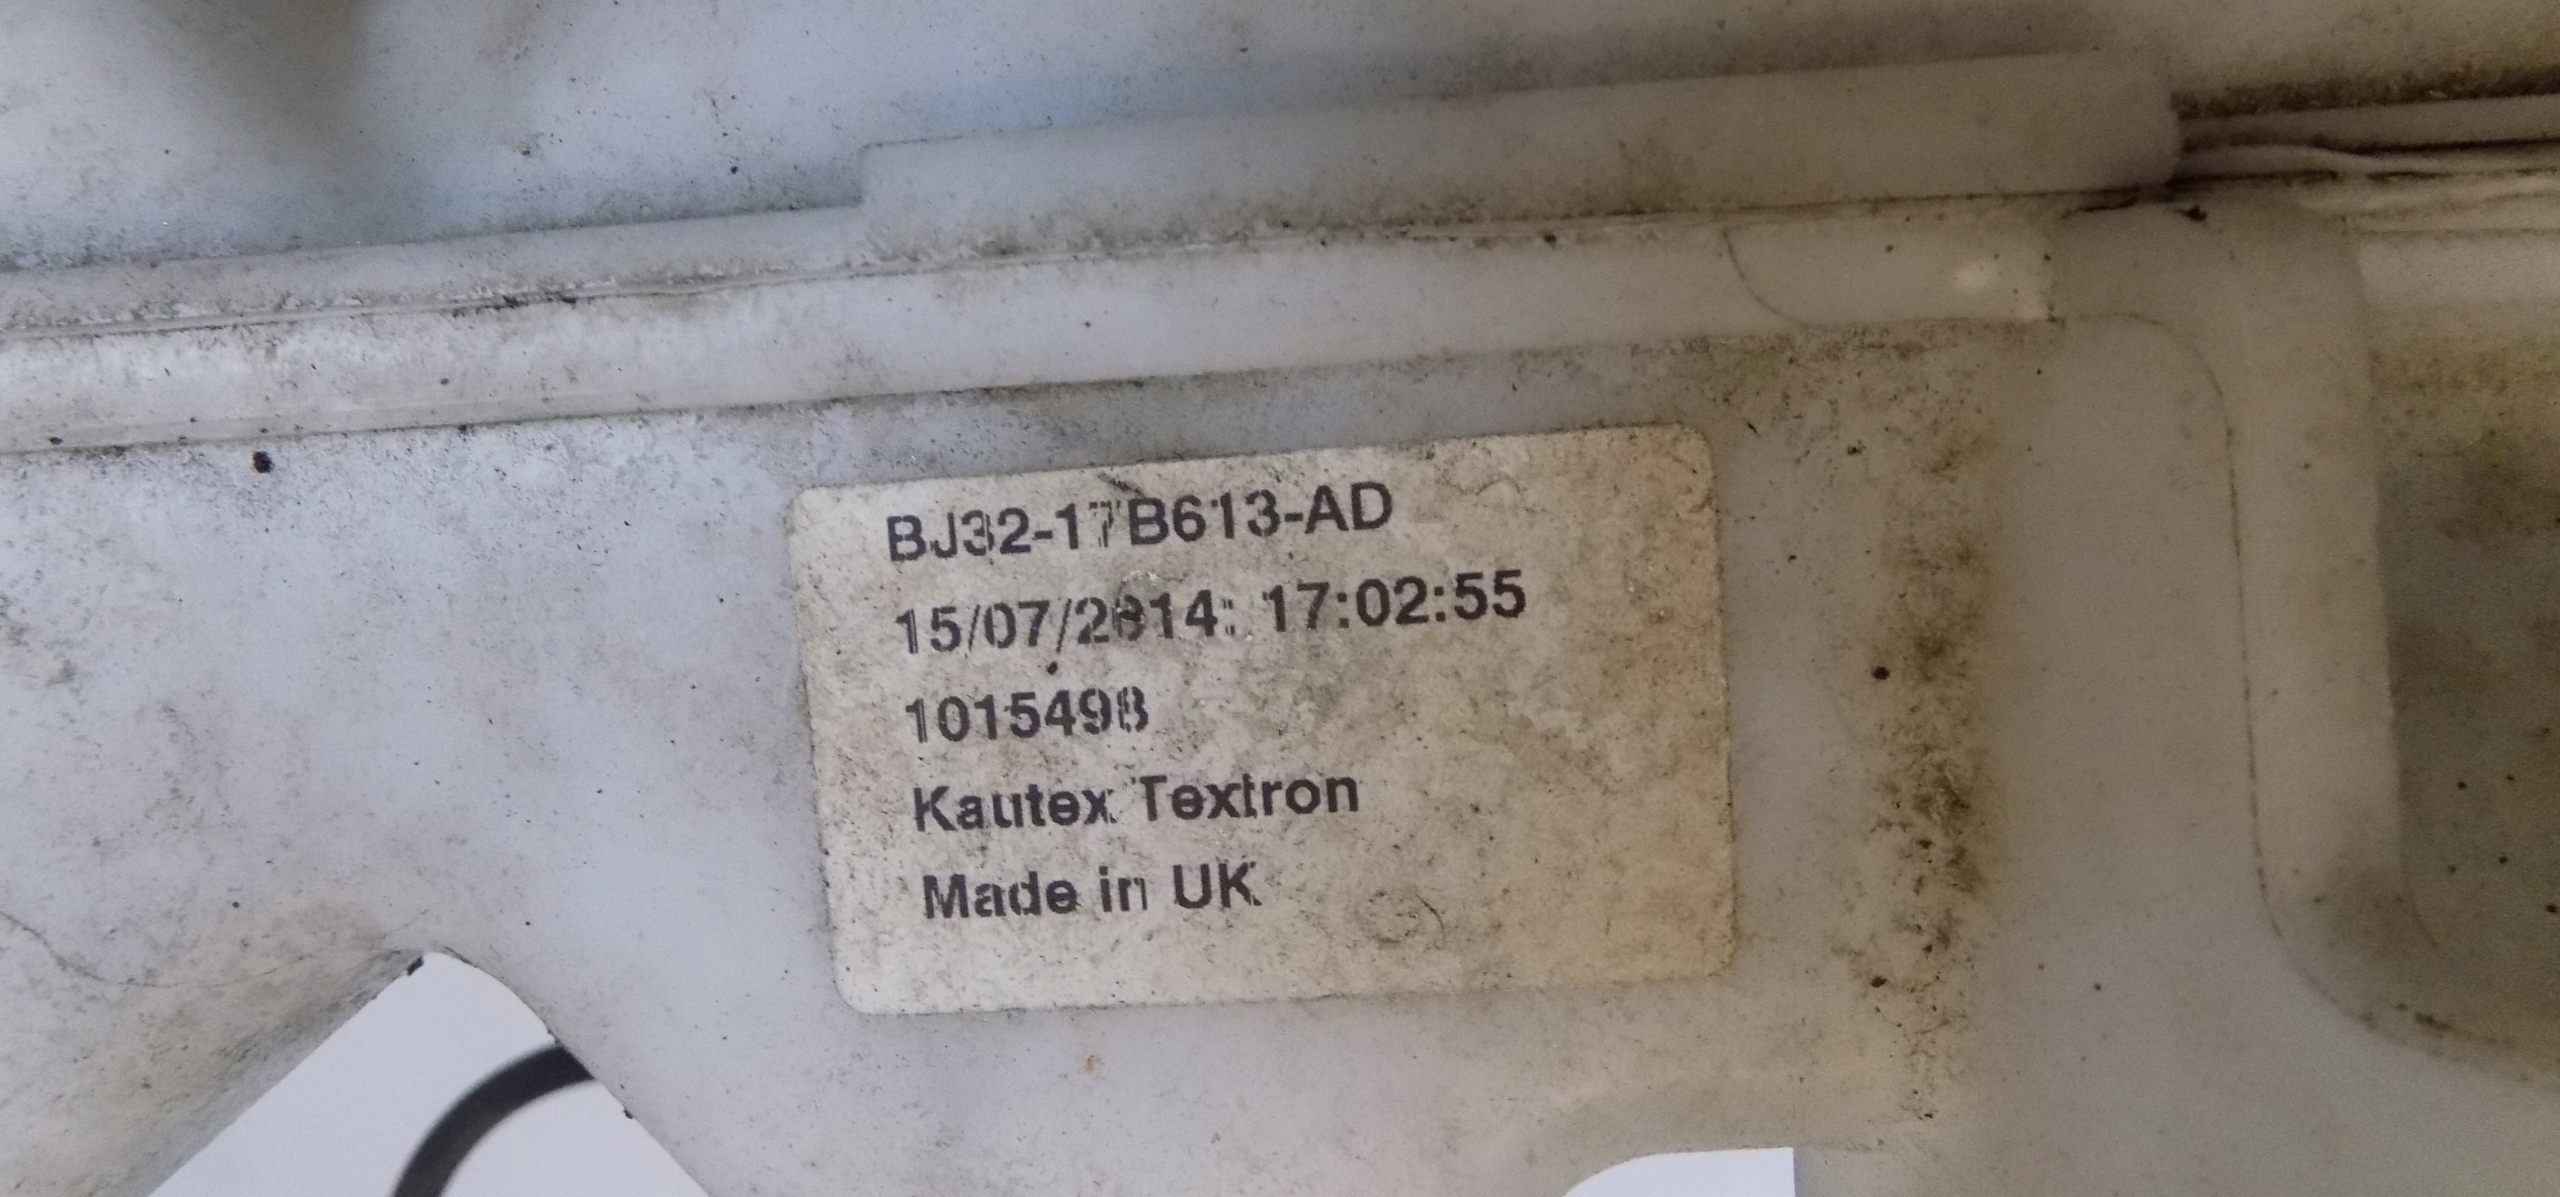 BJ32-17B613-AD
15/07/2014: 17:02:55
1015498
Kautex Textron
Made in UK